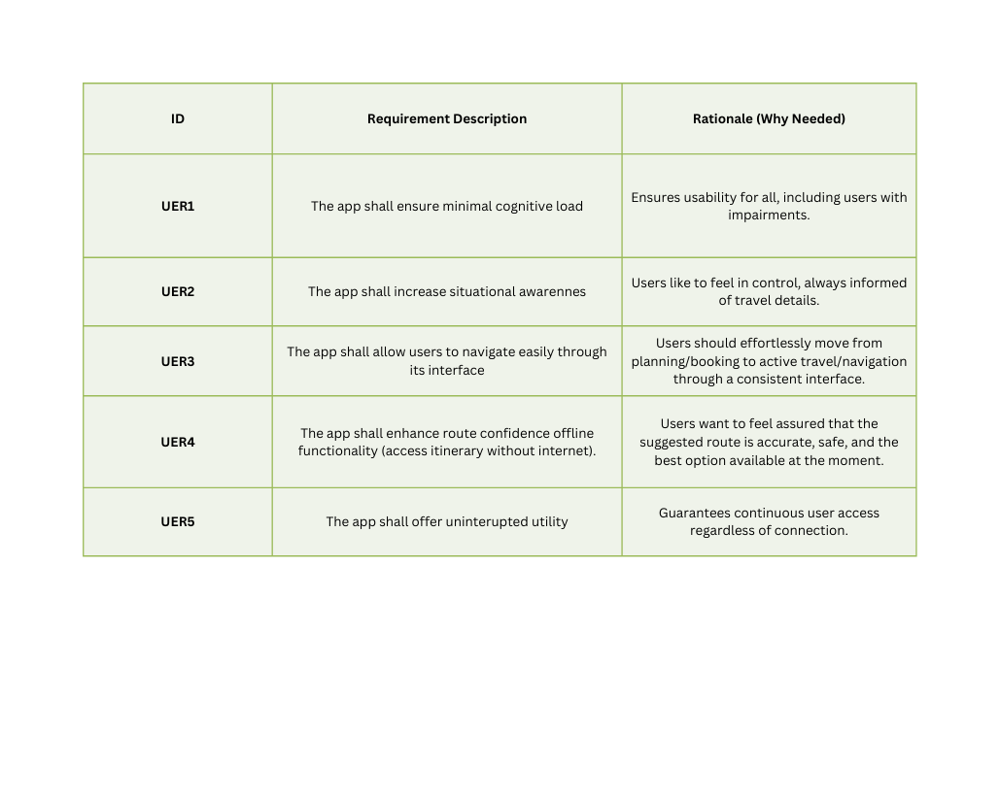 ID
Requirement Description
Rationale (Why Needed)
UER1
The app shall ensure minimal cognitive load
Ensures usability for all, including users with
impairments.
UER2
The app shall increase situational awarennes
Users like to feel in control, always informed
of travel details.
UER3
The app shall allow users to navigate easily through
its interface
Users should effortlessly move from
planning/booking to active travel/navigation
through a consistent interface.
UER4
The app shall enhance route confidence offline
functionality (access itinerary without internet).
Users want to feel assured that the
suggested route is accurate, safe, and the
best option available at the moment.
UER5
The app shall offer uninterupted utility
Guarantees continuous user access
regardless of connection.